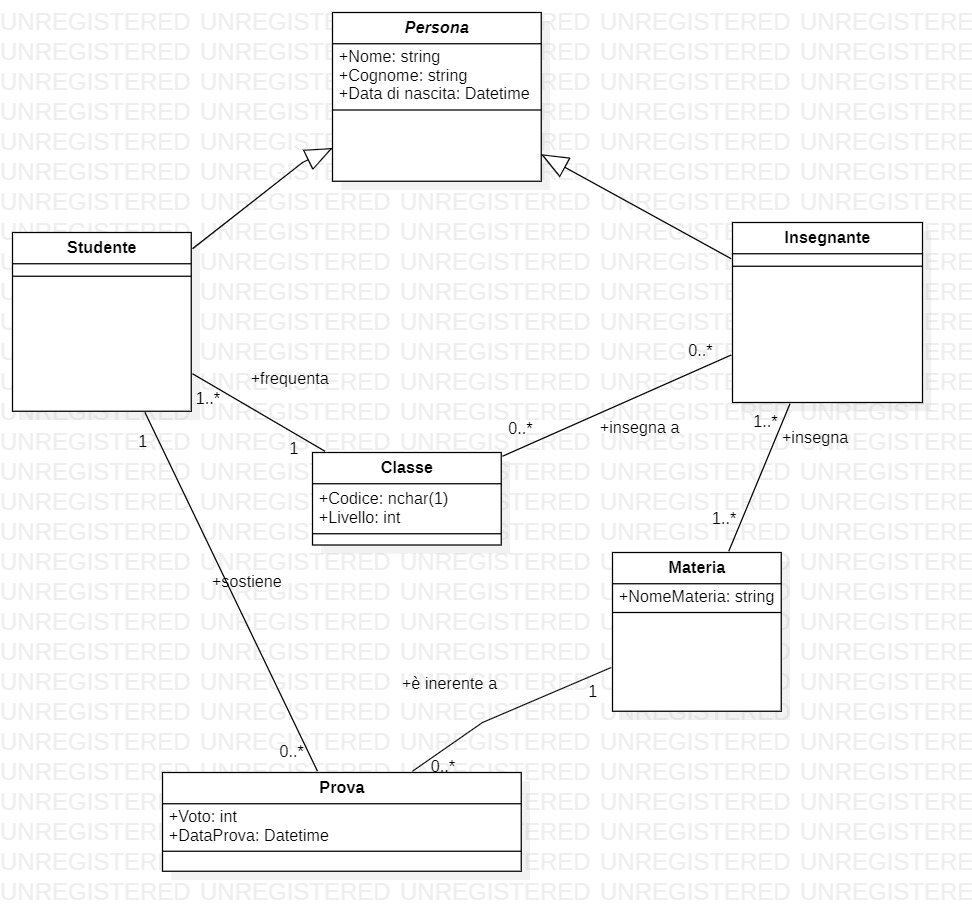 Persona
+Nome: string
+Cognome: string
+Data di nascita: Datetime
Studente
Insegnante
0..*
+frequenta
1..*
1..*
0..*
+insegna a
+insegna
1
1
Classe
+Codice: nchar(1)
+Livello: int
1..*
Materia
+NomeMateria: string
+sostiene
+è inerente a
1
0..*
0..*
Prova
+Voto: int
+DataProva: Datetime
UNREGISTERED